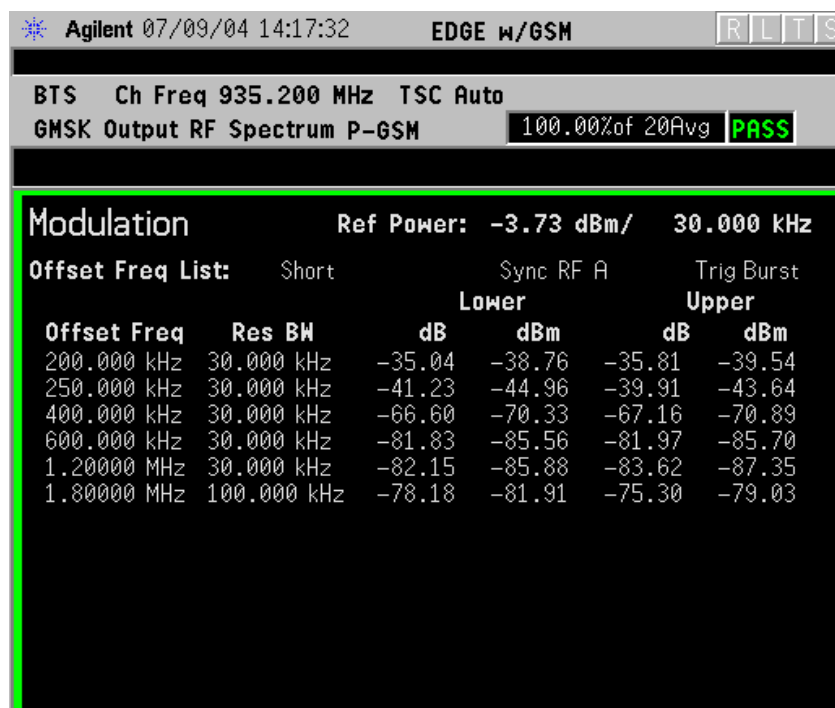 Agilent 07/09/04 14:17:32 EDGE w/GSM R L T S
BTS Ch Freq 935.200 MHz TSC Auto
GMSK Output RF Spectrum P-GSM 100.00%of 20Avg PASS
Modulation Ref Power: -3.73 dBm/ 30.000 kHz
Offset Freq List: Short Sync RF A Trig Burst
Lower Upper
Offset Freq Res BW dB dBm dB dBm
200.000 kHz 30.000 kHz -35.04 -38.76 -35.81 -39.54
250.000 kHz 30.000 kHz -41.23 -44.96 -39.91 -43.64
400.000 kHz 30.000 kHz -66.60 -70.33 -67.16 -70.89
600.000 kHz 30.000 kHz -81.83 -85.56 -81.97 -85.70
1.20000 MHz 30.000 kHz -82.15 -85.88 -83.62 -87.35
1.80000 MHz 100.000 kHz -78.18 -81.91 -75.30 -79.03